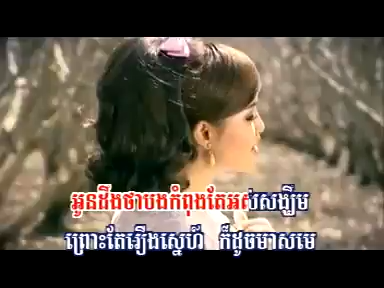 អូនដឹងថាបងកំពុងតែអស់សង្ឃឹម
ព្រោះតែរឿងស្នេហ៍ ក៏ដូចមាសមេ